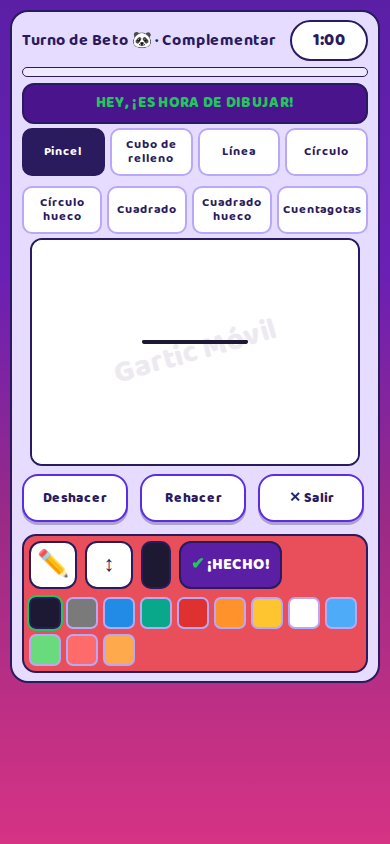 Turno de Beto 🐼 · Complementar
1:00
HEY, ¡ES HORA DE DIBUJAR!
Pincel
Cubo de
relleno
Línea
Círculo
Círculo
hueco
Cuadrado
Cuadrado
hueco
Cuentagotas
Gartic Móvil
Deshacer
Rehacer
✕ Salir
✔ ¡HECHO!